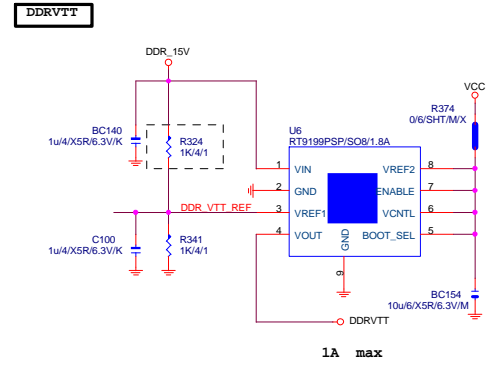 DDRVTT
DDR_15V
VCC
R374
0/6/SHT/M/X
BC140
1u/4/X5R/6.3V/K
R324
1K/4/1
U6
RT9199PSP/SO8/1.8A
1
VIN
VREF2
8
2
GND
ENABLE
7
DDR_VTT_REF
3
VREF1
VCNTL
6
4
VOUT
BOOT_SEL
5
GND
9
C100
1u/4/X5R/6.3V/K
R341
1K/4/1
BC154
10u/6/X5R/6.3V/M
DDRVTT
1A max